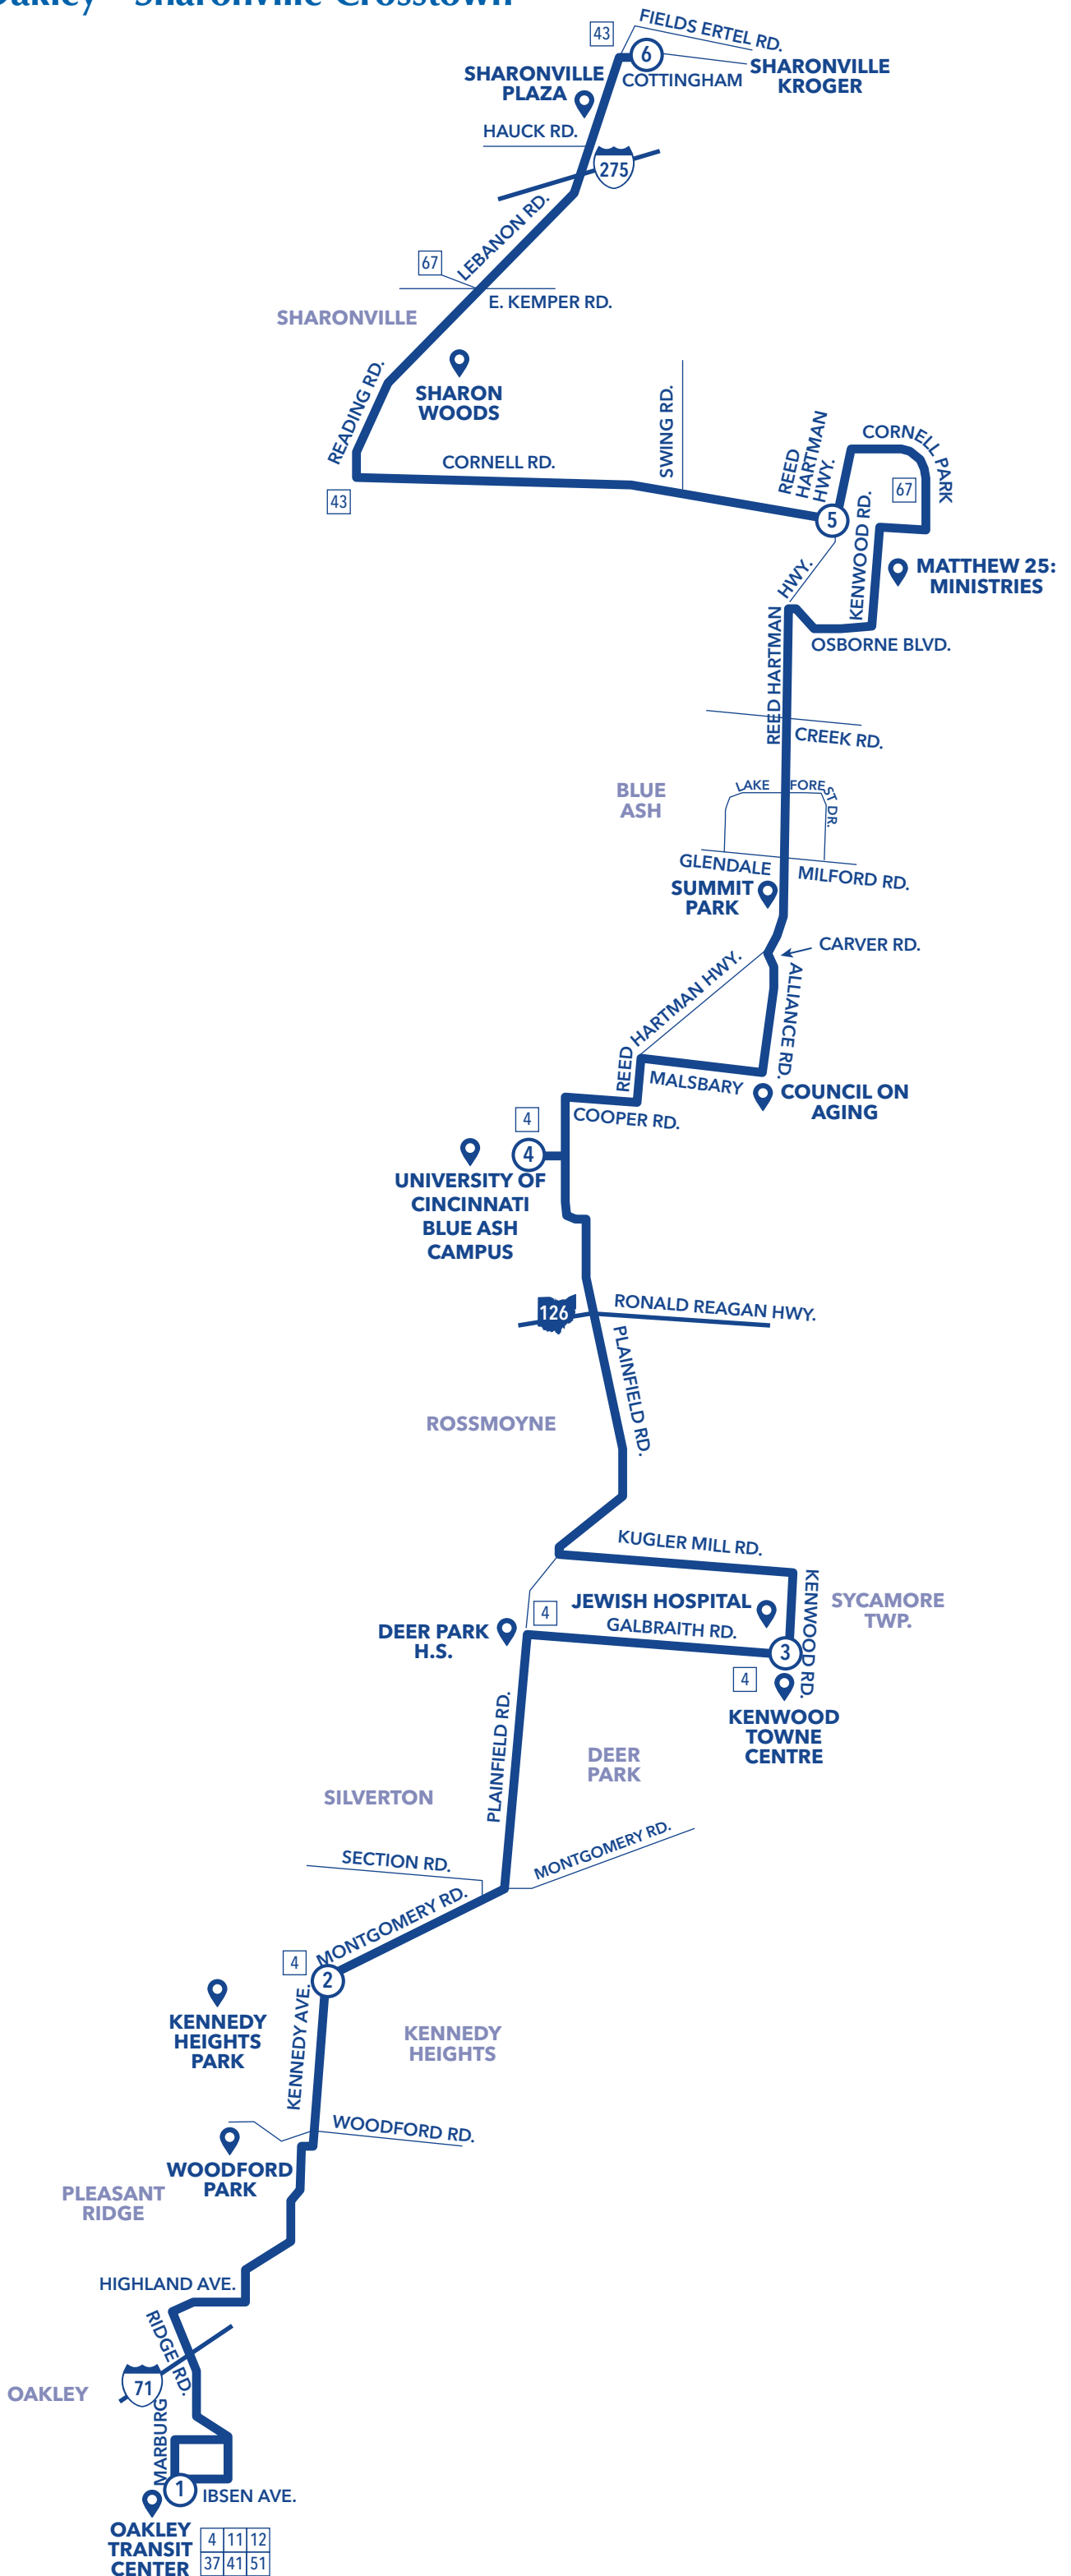 Oakley - Sharonville Crosstown
43
FIELDS ERTEL RD.
6
SHARONVILLE
KROGER
COTTINGHAM
SHARONVILLE
PLAZA
HAUCK RD.
275
LEBANON RD.
67
E. KEMPER RD.
SHARONVILLE
SHARON
WOODS
READING RD.
CORNELL RD.
SWING RD.
43
REED
HARTMAN
HWY.
CORNELL PARK
67
5
KENWOOD RD.
HWY.
MATTHEW 25:
MINISTRIES
OSBORNE BLVD.
REED HARTMAN
CREEK RD.
BLUE
ASH
LAKE FOREST DR.
GLENDALE MILFORD RD.
SUMMIT
PARK
CARVER RD.
REED HARTMAN HWY.
ALLIANCE RD.
MALSBARY
COUNCIL ON
AGING
COOPER RD.
4
4
UNIVERSITY OF
CINCINNATI
BLUE ASH
CAMPUS
126
RONALD REAGAN HWY.
PLAINFIELD RD.
ROSSMOYNE
KUGLER MILL RD.
KENWOOD RD.
SYCAMORE
TWP.
JEWISH HOSPITAL
4
GALBRAITH RD.
DEER PARK
H.S.
3
4
KENWOOD
TOWNE
CENTRE
PLAINFIELD RD.
DEER
PARK
SILVERTON
SECTION RD.
MONTGOMERY RD.
MONTGOMERY RD.
4
2
KENNEDY
HEIGHTS
PARK
KENNEDY AVE.
KENNEDY
HEIGHTS
WOODFORD RD.
WOODFORD
PARK
PLEASANT
RIDGE
HIGHLAND AVE.
RIDGE RD.
71
OAKLEY
MARBURG
1
IBSEN AVE.
OAKLEY
TRANSIT
CENTER
4 11 12
37 41 51